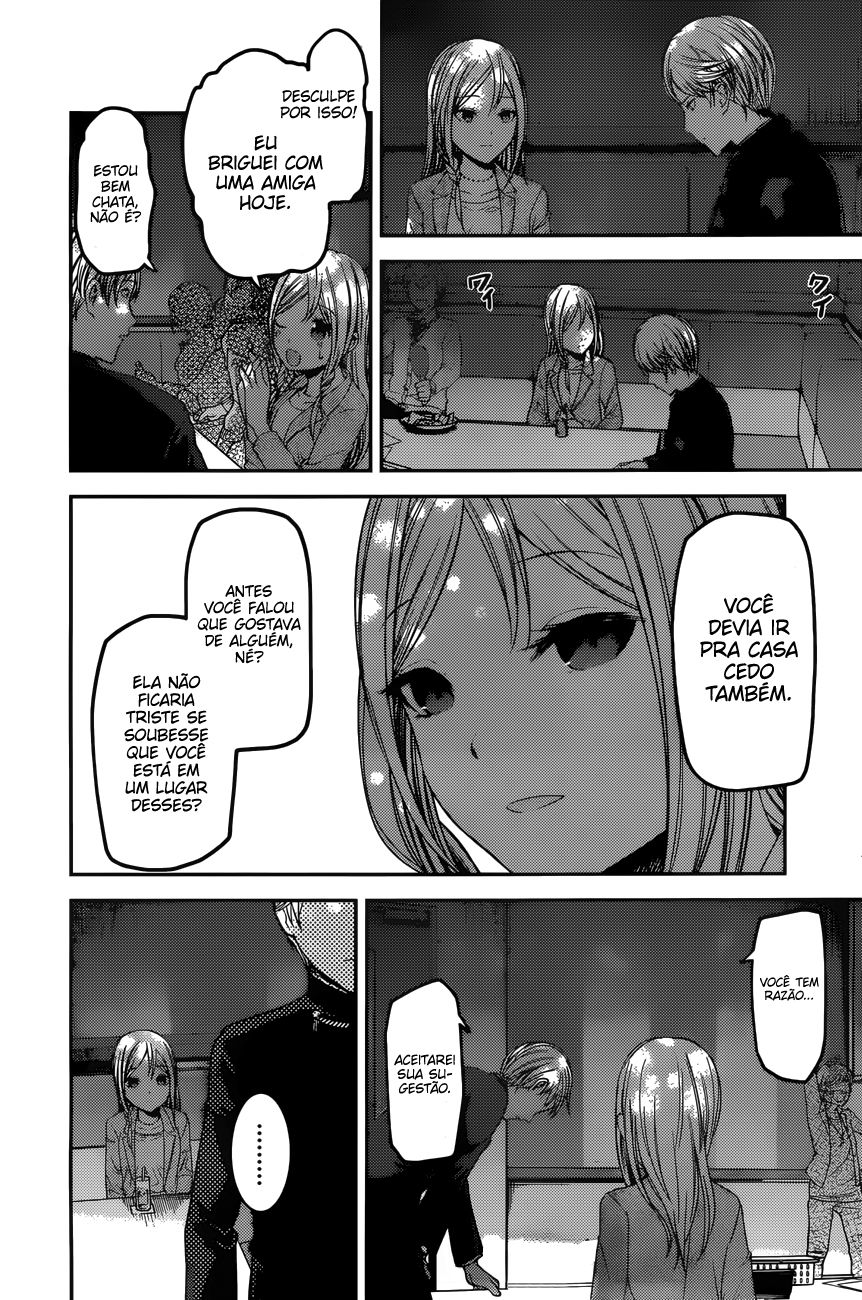 ワイ
ワイ
DESCULPE
POR ISSO!
EU
BRIGUEI COM
UMA AMIGA
HOJE.
ESTOU
BEM
CHATA,
NÃO É?
VOCÊ
DEVIA IR
PRA CASA
CEDO
TAMBÉM.
ANTES
VOCÊ FALOU
QUE GOSTAVA
DE ALGUÉM,
NÉ?
ELA NÃO
FICARIA
TRISTE SE
SOUBESSE
QUE VOCÊ
ESTÁ EM
UM LUGAR
DESSES?
VOCÊ TEM
RAZÃO...
ACEITAREI
SUA SU-
GESTÃO.
.........